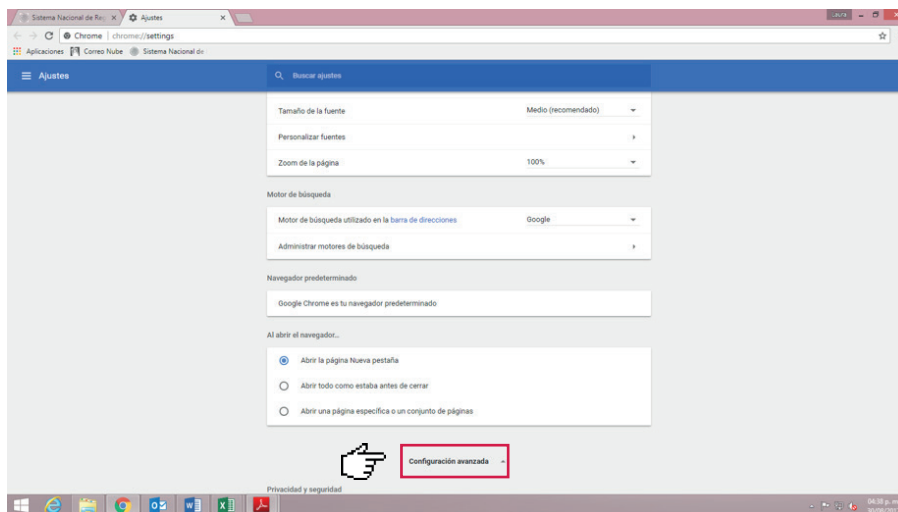 Sistema Nacional de Re
Ajustes
Chrome | chrome://settings
Aplicaciones Correo Nube Sistema Nacional de
Ajustes
Buscar ajustes
Tamaño de la fuente Medio (recomendado)
Personalizar fuentes
Zoom de la página 100%
Motor de búsqueda
Motor de búsqueda utilizado en la barra de direcciones Google
Administrar motores de búsqueda
Navegador predeterminado
Google Chrome es tu navegador predeterminado
Al abrir el navegador...
Abrir la página Nueva pestaña
Abrir todo como estaba antes de cerrar
Abrir una página específica o un conjunto de páginas
Configuración avanzada
Privacidad y seguridad